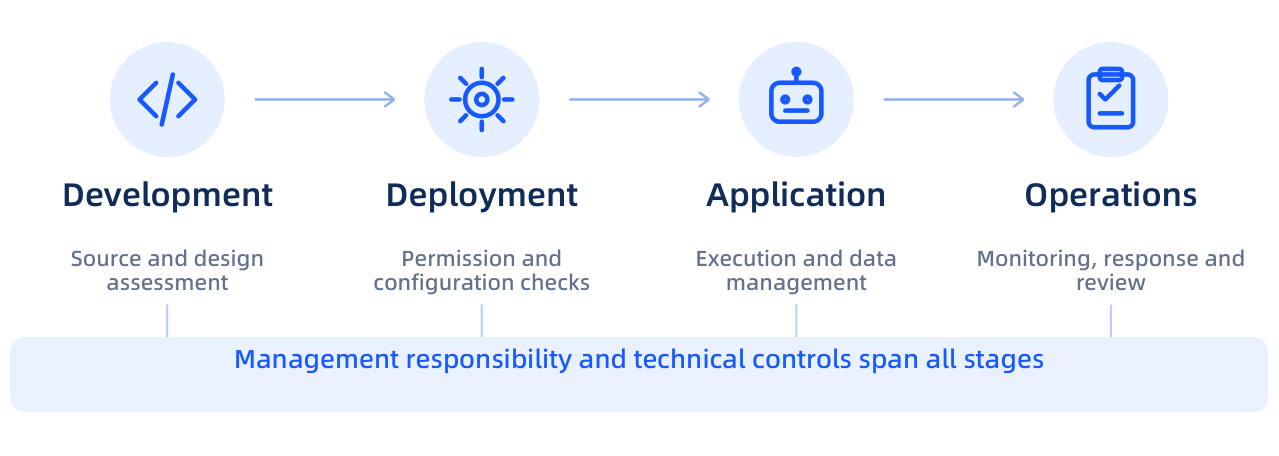 Development
Deployment
Application
Operations
Source and design
assessment
Permission and
configuration checks
Execution and data
management
Monitoring, response and
review
Management responsibility and technical controls span all stages